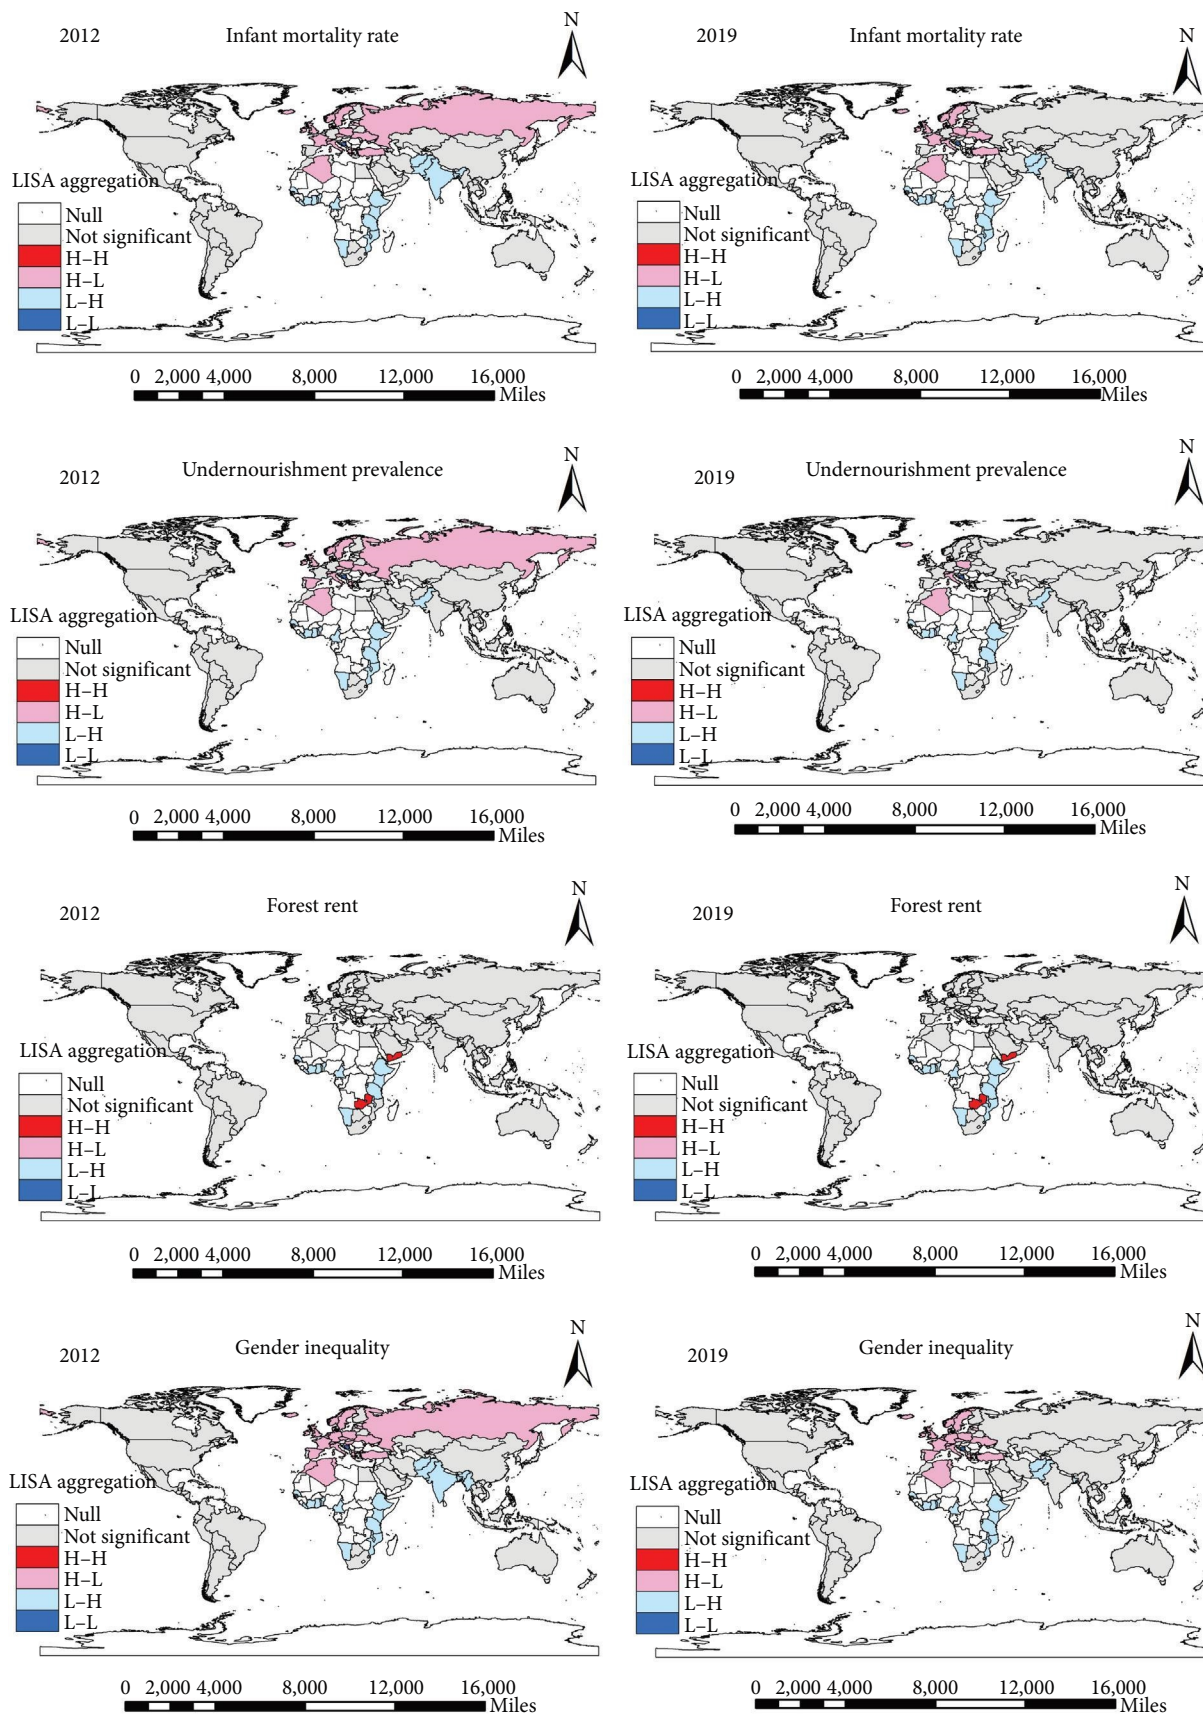 2012 Infant mortality rate N
LISA aggregation
Null
Not significant
H–H
H–L
L–H
L–L
0 2,000 4,000 8,000 12,000 16,000
Miles
2019 Infant mortality rate N
LISA aggregation
Null
Not significant
H–H
H–L
L–H
L–L
0 2,000 4,000 8,000 12,000 16,000
Miles
2012 Undernourishment prevalence N
LISA aggregation
Null
Not significant
H–H
H–L
L–H
L–L
0 2,000 4,000 8,000 12,000 16,000
Miles
2019 Undernourishment prevalence N
LISA aggregation
Null
Not significant
H–H
H–L
L–H
L–L
0 2,000 4,000 8,000 12,000 16,000
Miles
2012 Forest rent N
LISA aggregation
Null
Not significant
H–H
H–L
L–H
L–L
0 2,000 4,000 8,000 12,000 16,000
Miles
2019 Forest rent N
LISA aggregation
Null
Not significant
H–H
H–L
L–H
L–L
0 2,000 4,000 8,000 12,000 16,000
Miles
2012 Gender inequality N
LISA aggregation
Null
Not significant
H–H
H–L
L–H
L–L
0 2,000 4,000 8,000 12,000 16,000
Miles
2019 Gender inequality N
LISA aggregation
Null
Not significant
H–H
H–L
L–H
L–L
0 2,000 4,000 8,000 12,000 16,000
Miles